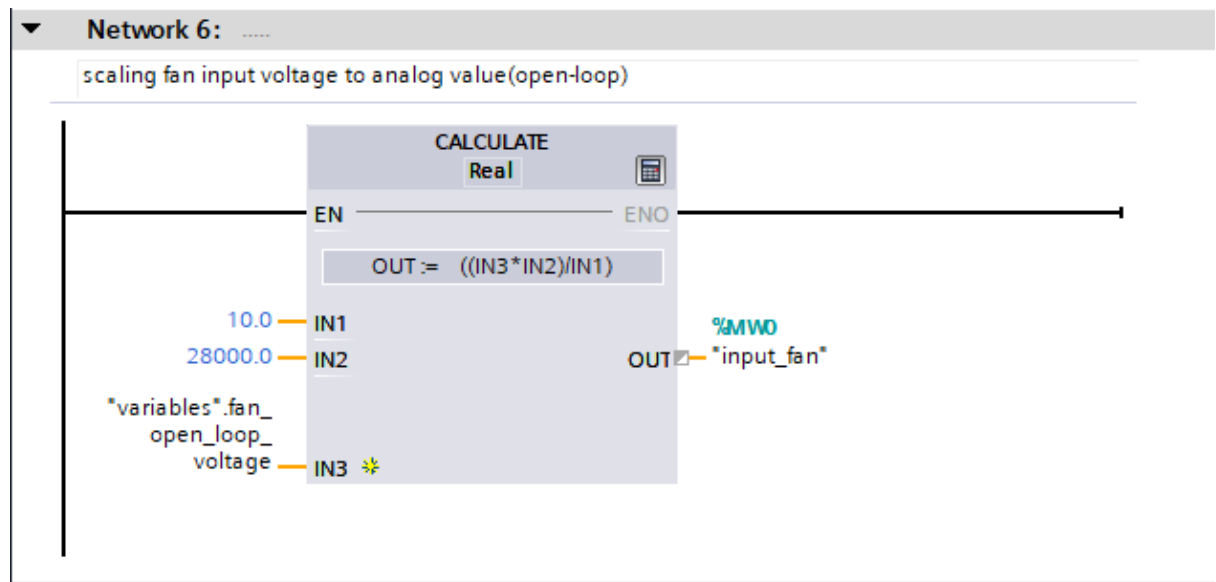 Network 6: .....
scaling fan input voltage to analog value(open-loop)
CALCULATE
Real
EN
ENO
OUT := ((IN3*IN2)/IN1)
10.0
IN1
%MW0
28000.0
IN2
OUT
"input_fan"
"variables".fan_
open_loop_
voltage
IN3